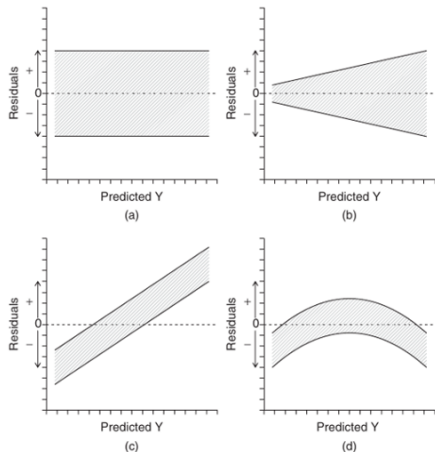 Residuals
+
0
−
Predicted Y
(a)
Residuals
+
0
−
Predicted Y
(b)
Residuals
+
0
−
Predicted Y
(c)
Residuals
+
0
−
Predicted Y
(d)